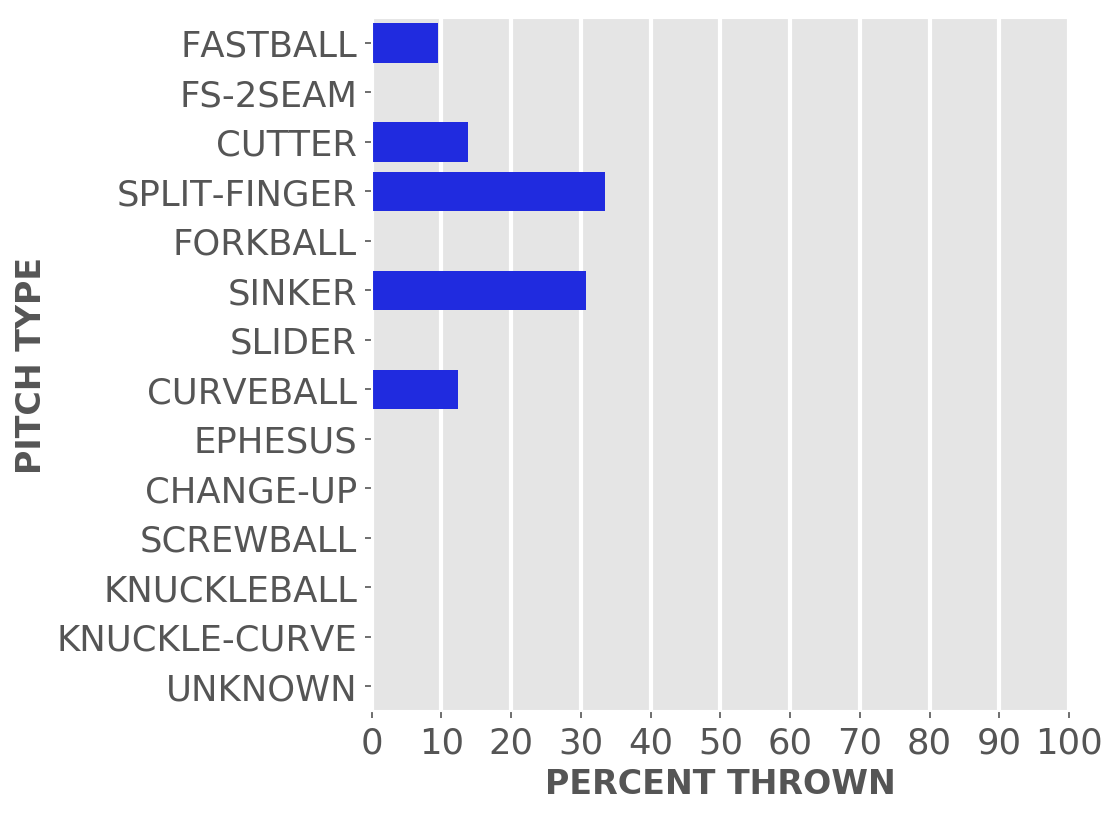 FASTBALL
FS-2SEAM
CUTTER
SPLIT-FINGER
FORKBALL
SINKER
SLIDER
CURVEBALL
EPHESUS
CHANGE-UP
SCREWBALL
KNUCKLEBALL
KNUCKLE-CURVE
UNKNOWN
PITCH TYPE
0 10 20 30 40 50 60 70 80 90 100
PERCENT THROWN